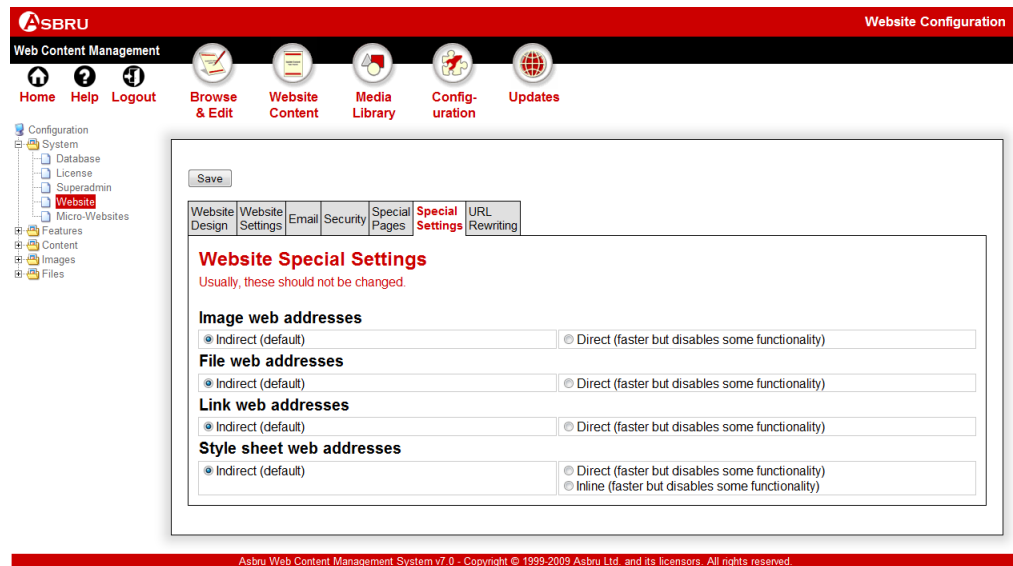 ASBRU
Website Configuration
Web Content Management
Home Help Logout
Browse & Edit
Website Content
Media Library
Config-uration
Updates
Configuration
System
Database
License
Superadmin
Website
Micro-Websites
Features
Content
Images
Files
Save
Website Design
Website Settings
Email
Security
Special Pages
Special Settings
URL Rewriting
Website Special Settings
Usually, these should not be changed.
Image web addresses
Indirect (default) Direct (faster but disables some functionality)
File web addresses
Indirect (default) Direct (faster but disables some functionality)
Link web addresses
Indirect (default) Direct (faster but disables some functionality)
Style sheet web addresses
Indirect (default) Direct (faster but disables some functionality)
Inline (faster but disables some functionality)
Asbru Web Content Management System v7.0 - Copyright © 1999-2009 Asbru Ltd. and its licensors. All rights reserved.